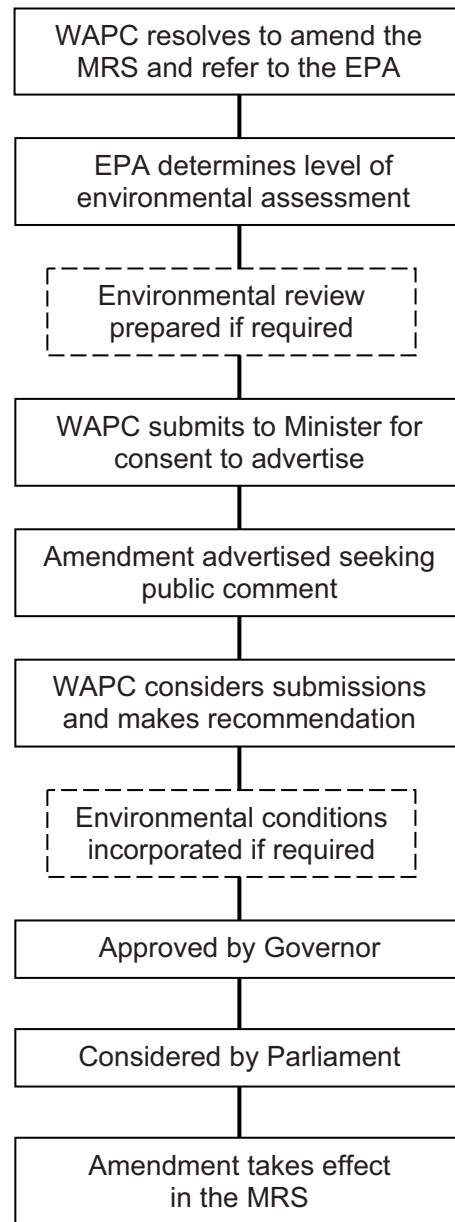 WAPC resolves to amend the
MRS and refer to the EPA
EPA determines level of
environmental assessment
Environmental review
prepared if required
WAPC submits to Minister for
consent to advertise
Amendment advertised seeking
public comment
WAPC considers submissions
and makes recommendation
Environmental conditions
incorporated if required
Approved by Governor
Considered by Parliament
Amendment takes effect
in the MRS